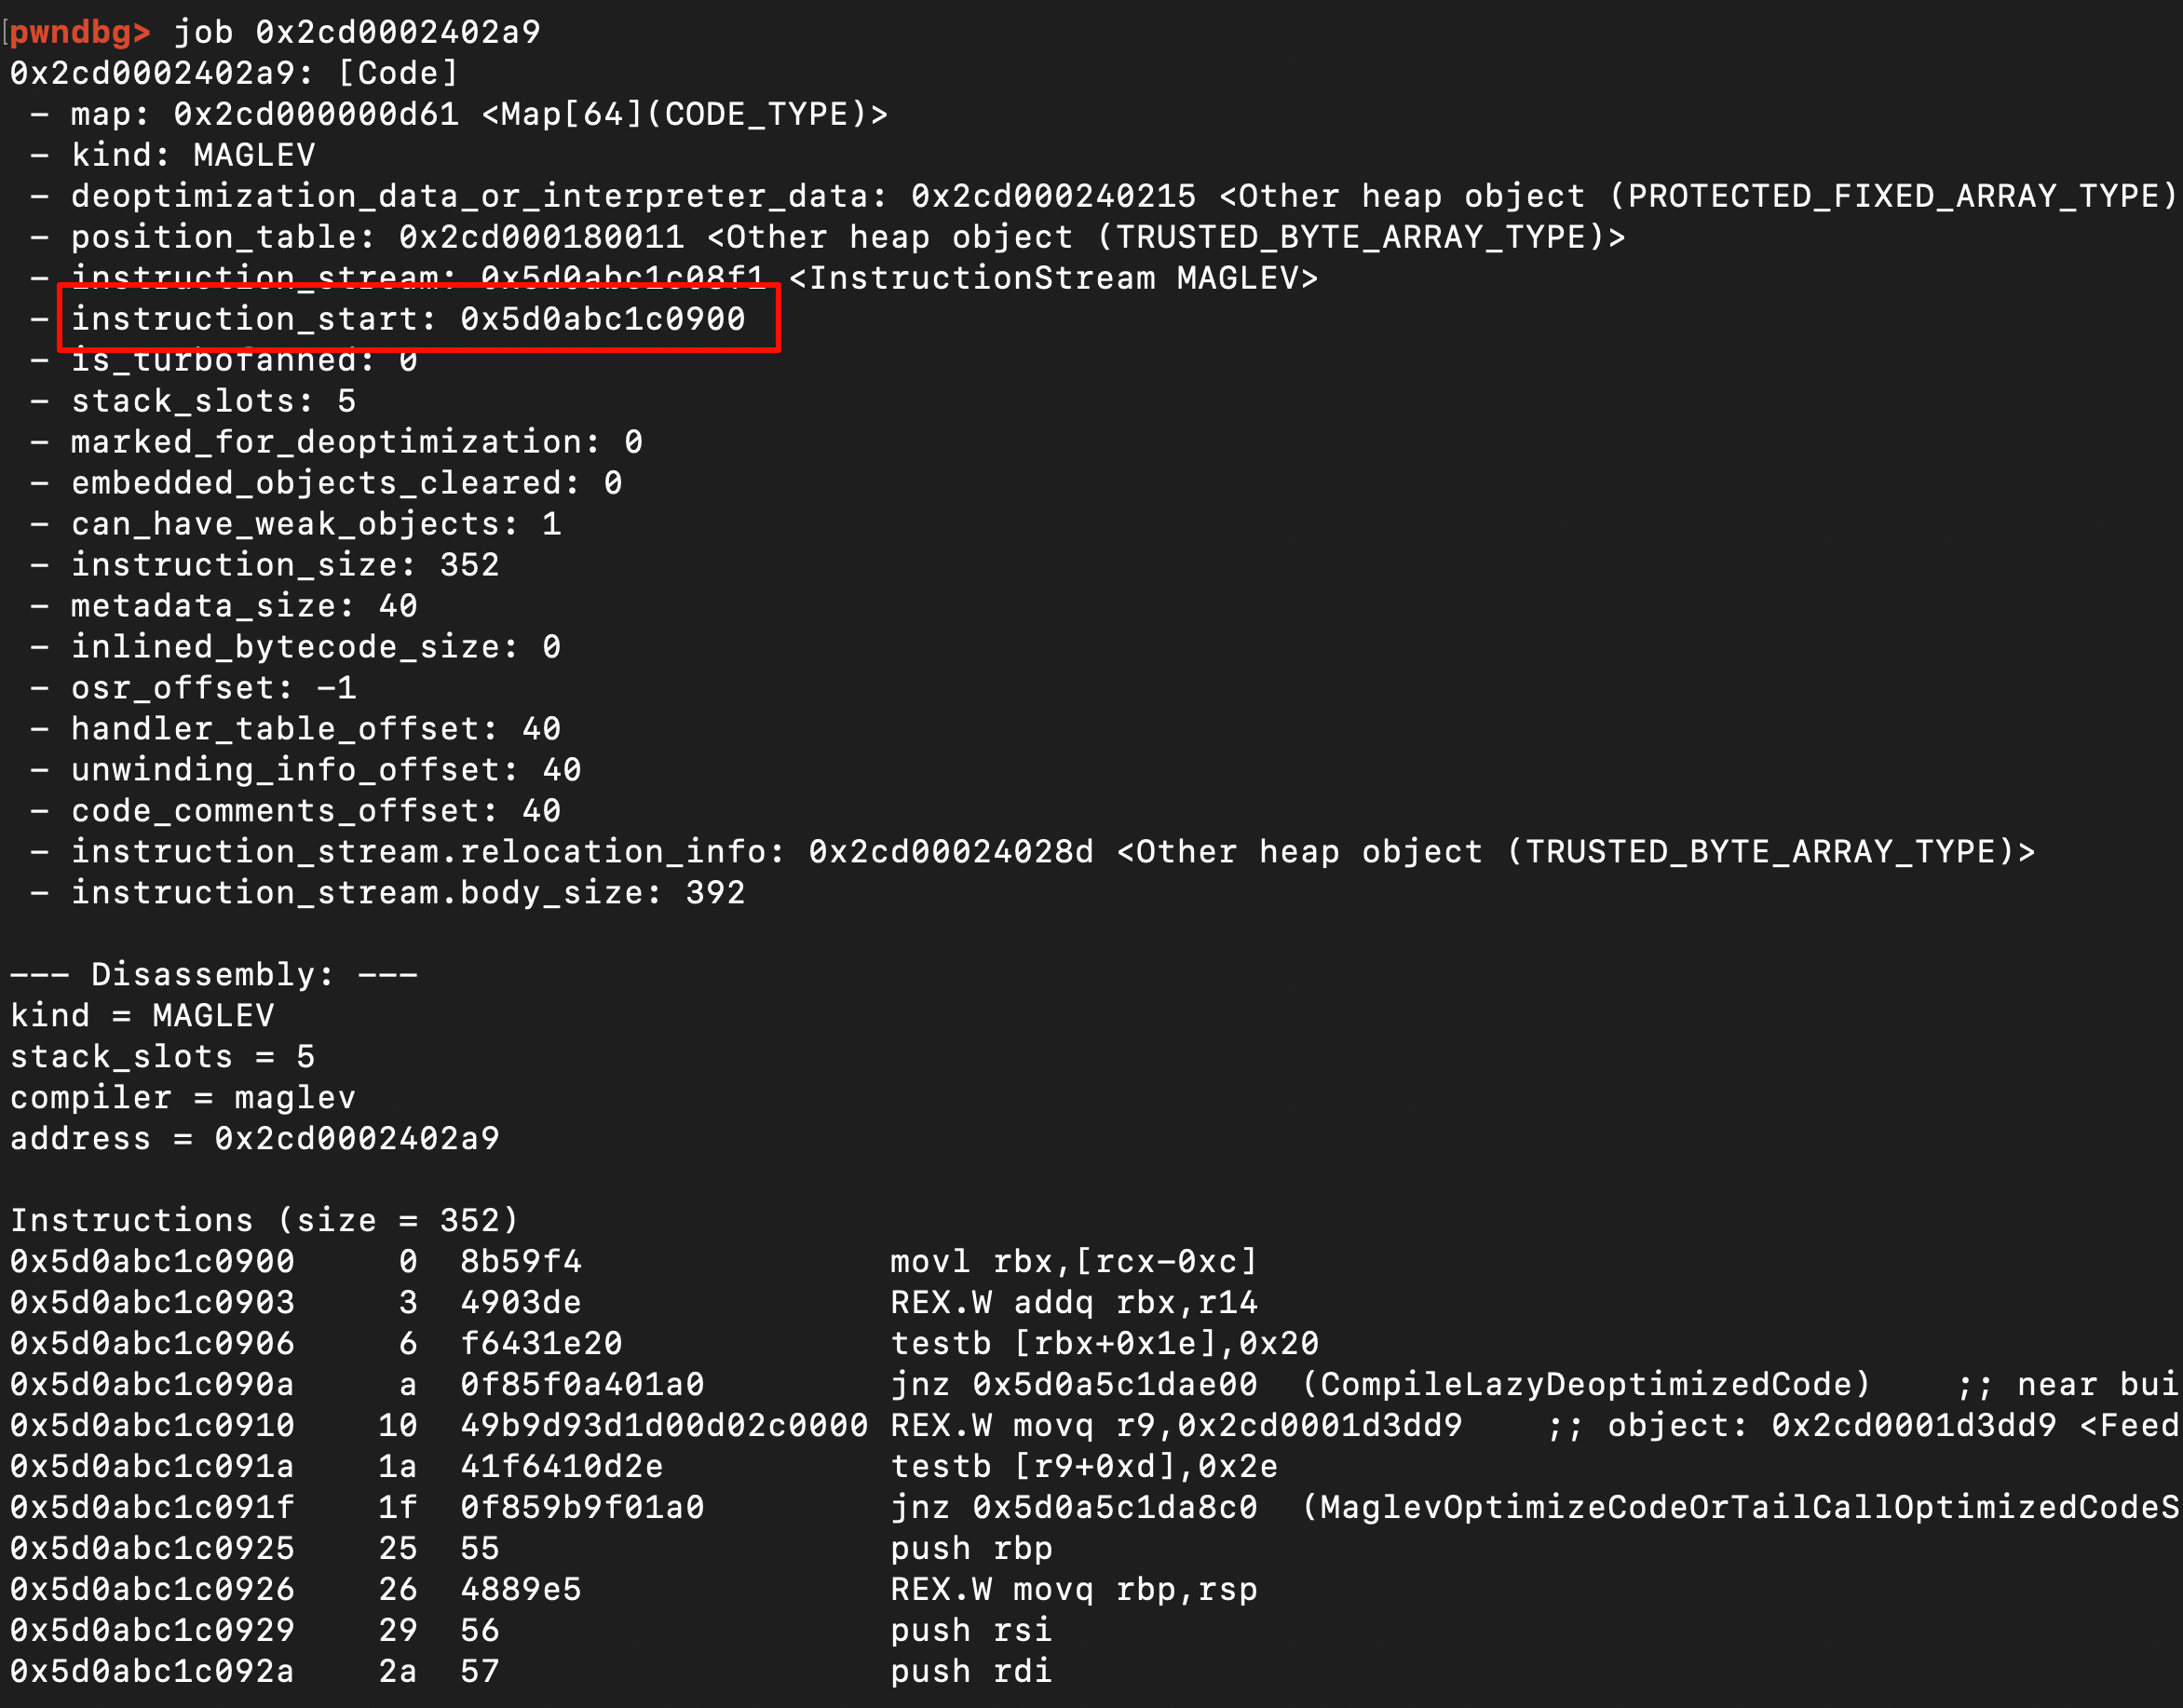 pwndbg> job 0x2cd0002402a9
0x2cd0002402a9: [Code]
 - map: 0x2cd000000d61 <Map[64](CODE_TYPE)>
 - kind: MAGLEV
 - deoptimization_data_or_interpreter_data: 0x2cd000240215 <Other heap object (PROTECTED_FIXED_ARRAY_TYPE)
 - position_table: 0x2cd000180011 <Other heap object (TRUSTED_BYTE_ARRAY_TYPE)>
 - instruction_stream: 0x5d0abc1c08f1 <InstructionStream MAGLEV>
 - instruction_start: 0x5d0abc1c0900
 - is_turbofanned: 0
 - stack_slots: 5
 - marked_for_deoptimization: 0
 - embedded_objects_cleared: 0
 - can_have_weak_objects: 1
 - instruction_size: 352
 - metadata_size: 40
 - inlined_bytecode_size: 0
 - osr_offset: -1
 - handler_table_offset: 40
 - unwinding_info_offset: 40
 - code_comments_offset: 40
 - instruction_stream.relocation_info: 0x2cd00024028d <Other heap object (TRUSTED_BYTE_ARRAY_TYPE)>
 - instruction_stream.body_size: 392
--- Disassembly: ---
kind = MAGLEV
stack_slots = 5
compiler = maglev
address = 0x2cd0002402a9
Instructions (size = 352)
0x5d0abc1c0900     0  8b59f4               movl rbx,[rcx-0xc]
0x5d0abc1c0903     3  4903de               REX.W addq rbx,r14
0x5d0abc1c0906     6  f6431e20             testb [rbx+0x1e],0x20
0x5d0abc1c090a     a  0f85f0a401a0         jnz 0x5d0a5c1dae00  (CompileLazyDeoptimizedCode)    ;; near bui
0x5d0abc1c0910    10  49b9d93d1d00d02c0000 REX.W movq r9,0x2cd0001d3dd9    ;; object: 0x2cd0001d3dd9 <Feed
0x5d0abc1c091a    1a  41f6410d2e           testb [r9+0xd],0x2e
0x5d0abc1c091f    1f  0f859b9f01a0         jnz 0x5d0a5c1da8c0  (MaglevOptimizeCodeOrTailCallOptimizedCodeS
0x5d0abc1c0925    25  55                   push rbp
0x5d0abc1c0926    26  4889e5               REX.W movq rbp,rsp
0x5d0abc1c0929    29  56                   push rsi
0x5d0abc1c092a    2a  57                   push rdi